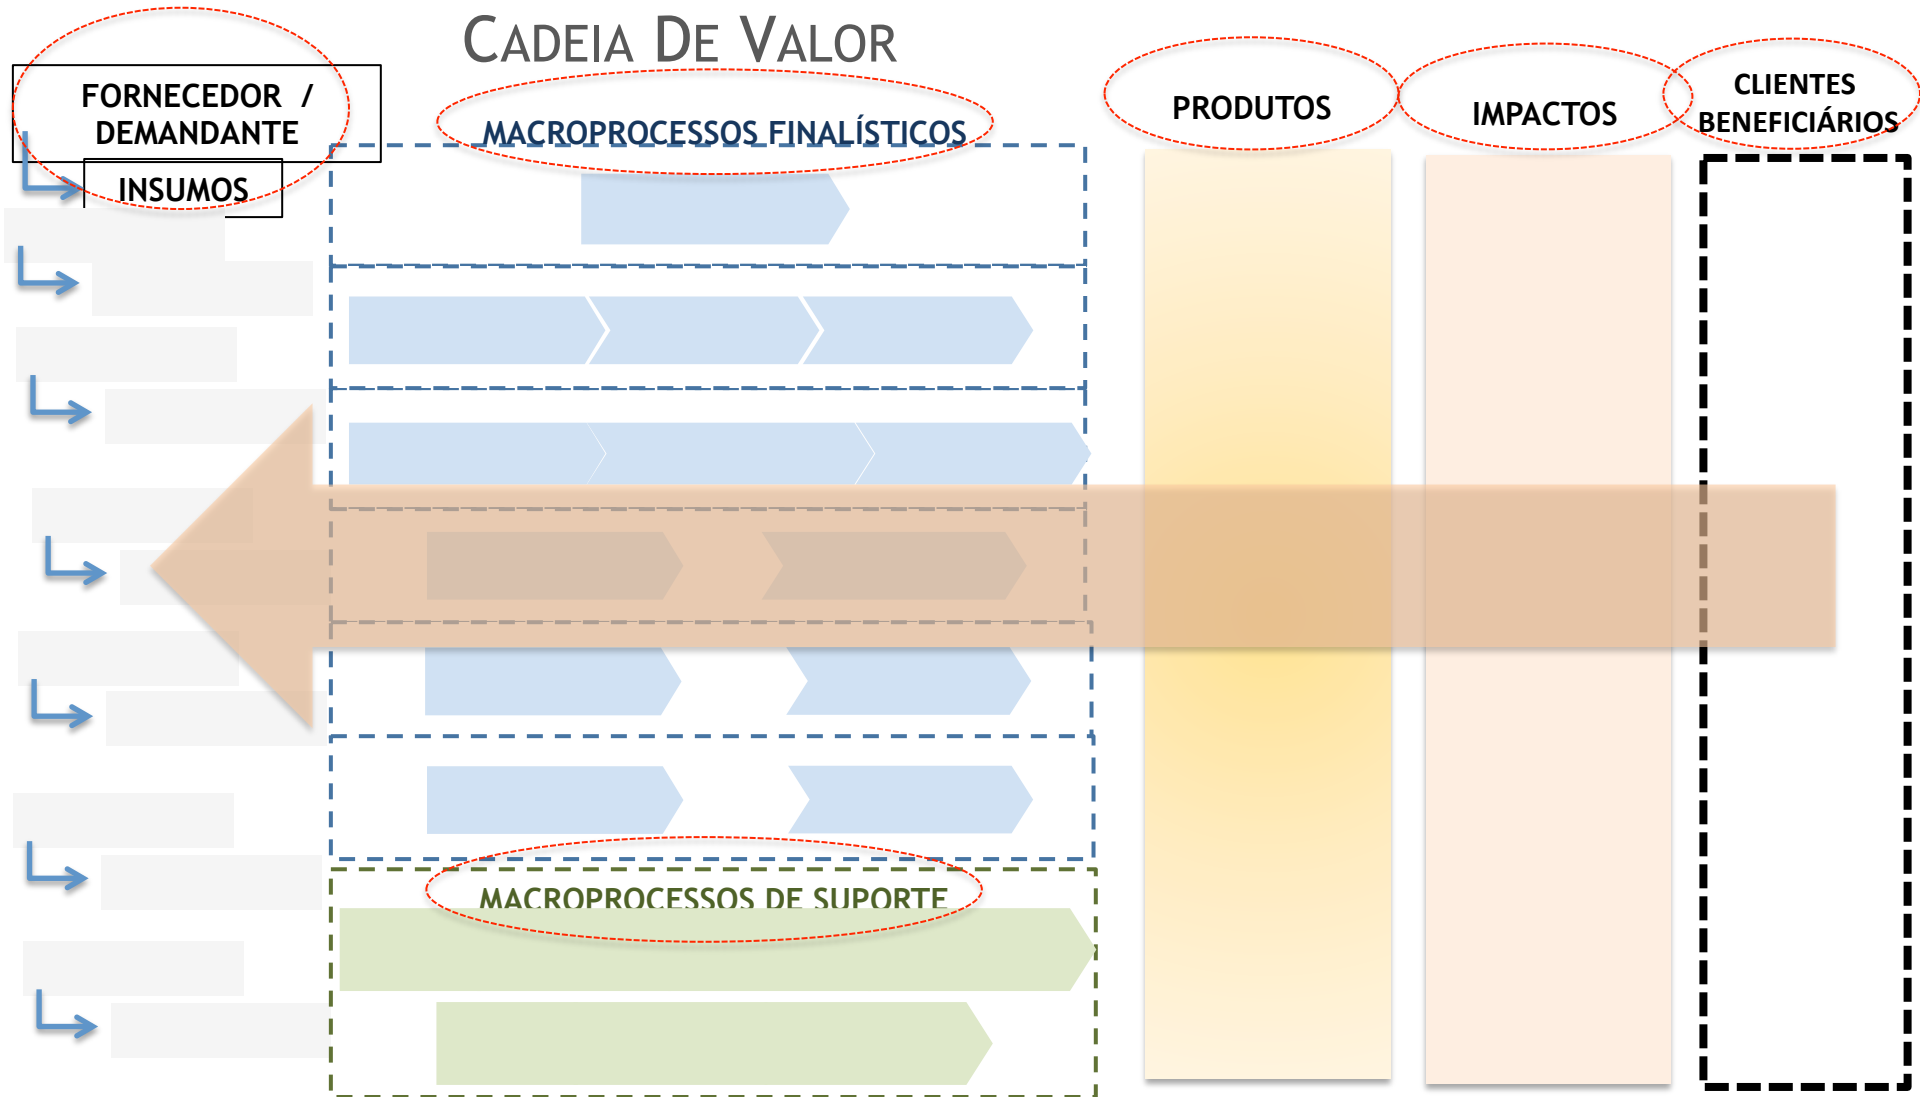 CADEIA DE VALOR
FORNECEDOR /
DEMANDANTE
INSUMOS
MACROPROCESSOS FINALÍSTICOS
PRODUTOS
IMPACTOS
CLIENTES
BENEFICIÁRIOS
MACROPROCESSOS DE SUPORTE